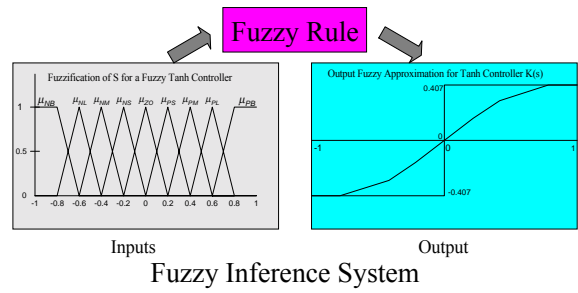 Fuzzy Rule
Fuzzification of S for a Fuzzy Tanh Controller
μNB μNL μNM μNS μZO μPS μPM μPL μPB
1
0.5
0
-1 -0.8 -0.6 -0.4 -0.2 0 0.2 0.4 0.6 0.8 1
Inputs
Output Fuzzy Approximation for Tanh Controller K(s)
0.407
0
-1 0 1
-0.407
Output
Fuzzy Inference System